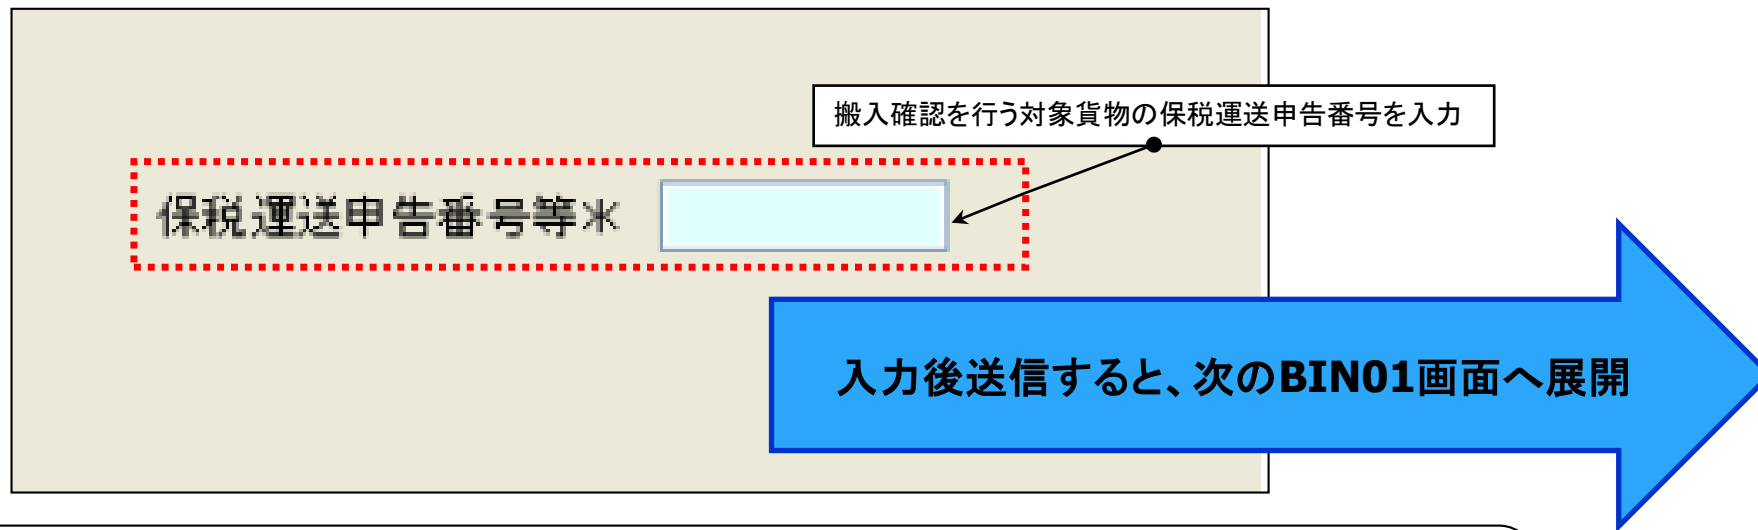 搬入確認を行う対象貨物の保税運送申告番号を入力
保税運送申告番号等*
入力後送信すると、次のBIN01画面へ展開